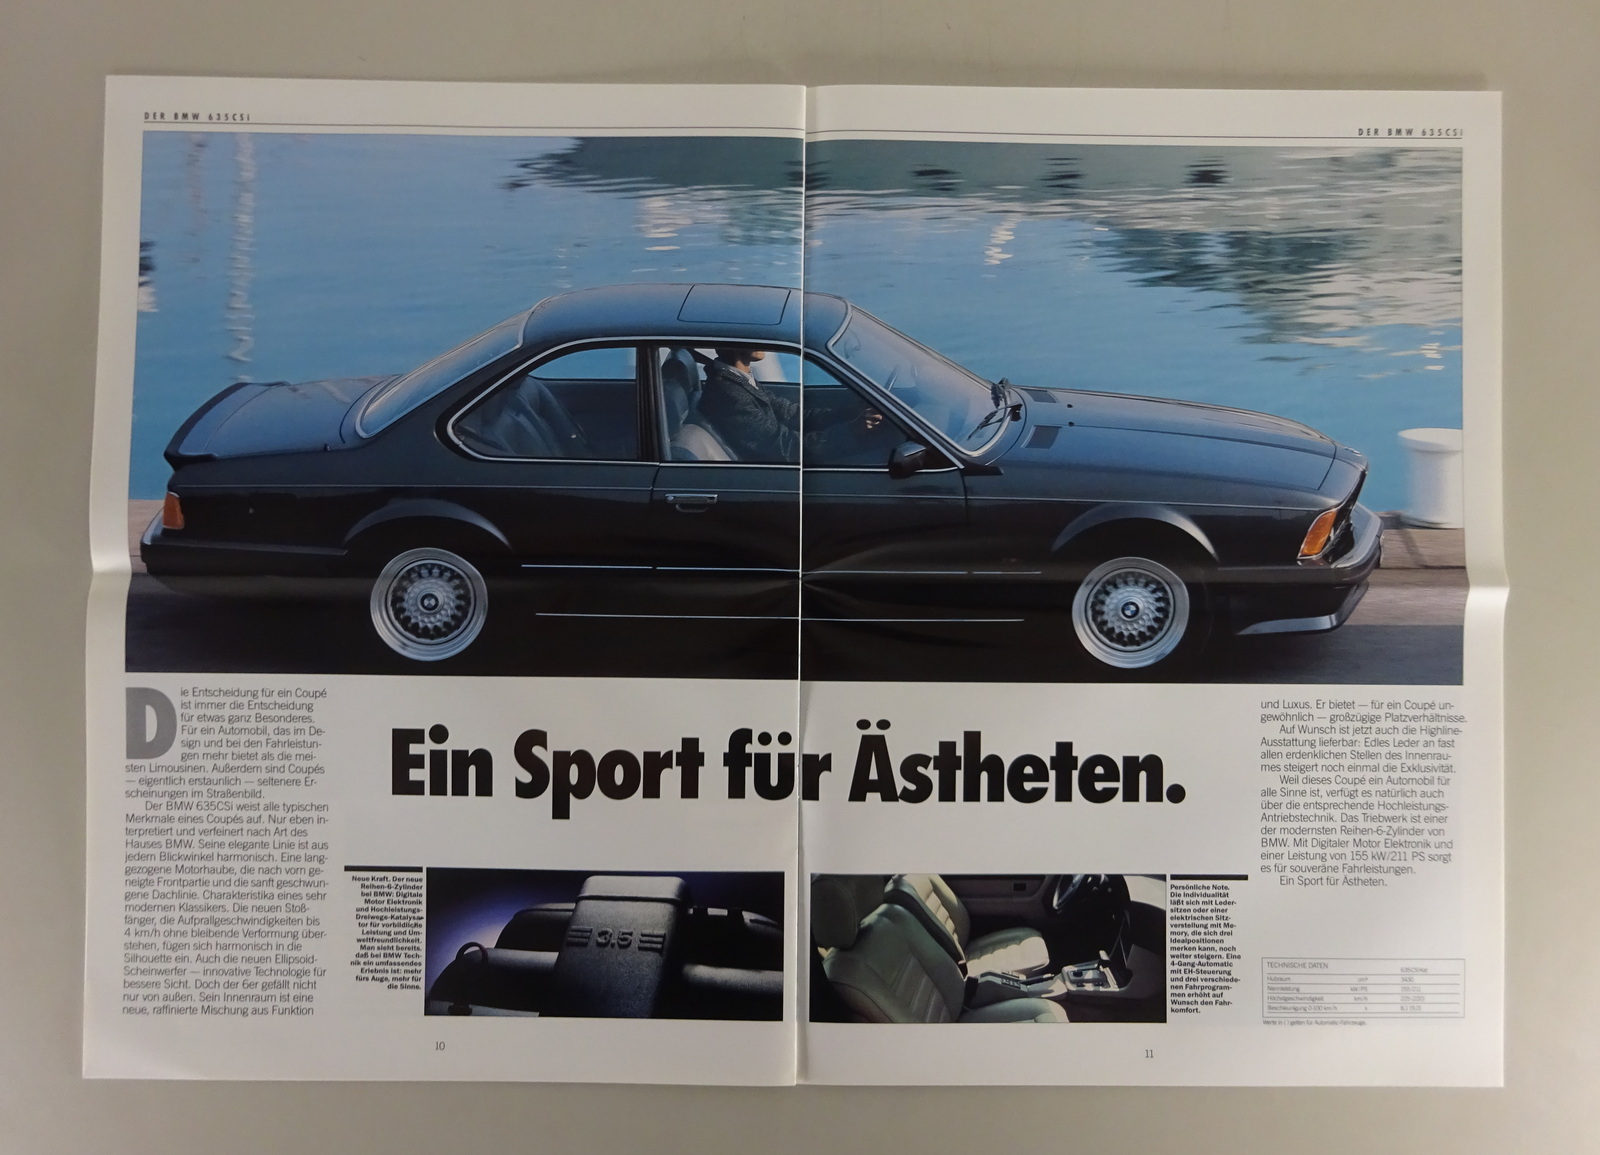 DER BMW 635CSi
DER BMW 635CSi
Die Entscheidung für ein Coupé
ist immer die Entscheidung
für etwas ganz Besonderes.
Für ein Automobil, das im De-
sign und bei den Fahrleistun-
gen mehr bietet als die mei-
sten Limousinen. Außerdem sind Coupés
— eigentlich erstaunlich — seltenere Er-
scheinungen im Straßenbild.
Der BMW 635CSi weist alle typischen
Merkmale eines Coupés auf. Nur eben in-
terpretiert und verfeinert nach Art des
Hauses BMW. Seine elegante Linie ist aus
jedem Blickwinkel harmonisch. Eine lang-
gezogene Motorhaube, die nach vorn ge-
neigte Frontpartie und die sanft geschwun-
gene Dachlinie. Charakteristika eines sehr
modernen Klassikers. Die neuen Stoß-
fänger, die Aufprallgeschwindigkeiten bis
4 km/h ohne bleibende Verformung über-
stehen, fügen sich harmonisch in die
Silhouette ein. Auch die neuen Ellipsoid-
Scheinwerfer — innovative Technologie für
bessere Sicht. Doch der 6er gefällt nicht
nur von außen. Sein Innenraum ist eine
neue, raffinierte Mischung aus Funktion
Ein Sport für Ästheten.
Neue Kraft. Der neue
Reihen-6-Zylinder
bei BMW: Digitale
Motor Elektronik
und Hochleistungs-
Dreiwege-Katalysa-
tor für vorbildliche
Leistung und Um-
weltfreundlichkeit.
Man sieht bereits,
daß bei BMW Tech-
nik ein umfassendes
Erlebnis ist: mehr
fürs Auge, mehr für
die Sinne.
3.5
Persönliche Note.
Die Individualität
läßt sich mit Leder-
sitzen oder einer
elektrischen Sitz-
verstellung mit Me-
mory, die sich drei
Idealpositionen
merken kann, noch
weiter steigern. Eine
4-Gang-Automatic
mit EH-Steuerung
und drei verschiede-
nen Fahrprogram-
men erhöht auf
Wunsch den Fahr-
komfort.
und Luxus. Er bietet — für ein Coupé un-
gewöhnlich — großzügige Platzverhältnisse.
Auf Wunsch ist jetzt auch die Highline-
Ausstattung lieferbar: Edles Leder an fast
allen erdenklichen Stellen des Innenrau-
mes steigert noch einmal die Exklusivität.
Weil dieses Coupé ein Automobil für
alle Sinne ist, verfügt es natürlich auch
über die entsprechende Hochleistungs-
Antriebstechnik. Das Triebwerk ist einer
der modernsten Reihen-6-Zylinder von
BMW. Mit Digitaler Motor Elektronik und
einer Leistung von 155 kW/211 PS sorgt
es für souveräne Fahrleistungen.
Ein Sport für Ästheten.
TECHNISCHE DATEN
Hubraum
Nennleistung kW/PS
Höchstgeschwindigkeit km/h
Beschleunigung 0-100 km/h s
Werte in ( ) gelten für Automatic-Fahrzeuge.
10
11